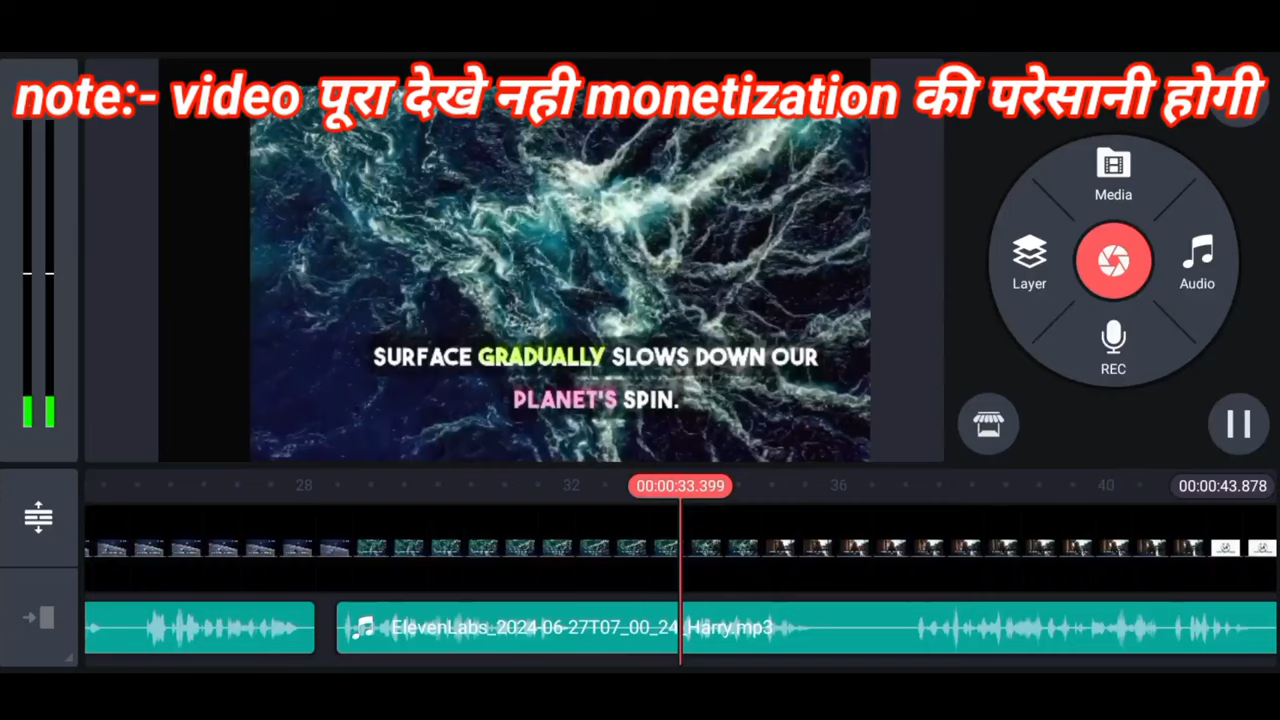 note:- video पूरा देखे नही monetization की परेसानी होगी
Media
Layer
Audio
REC
SURFACE GRADUALLY SLOWS DOWN OUR
PLANET'S SPIN.
28
32
00:00:33.399
36
40
00:00:43.878
ElevenLabs_2024-06-27T07_00_24_Harry.mp3